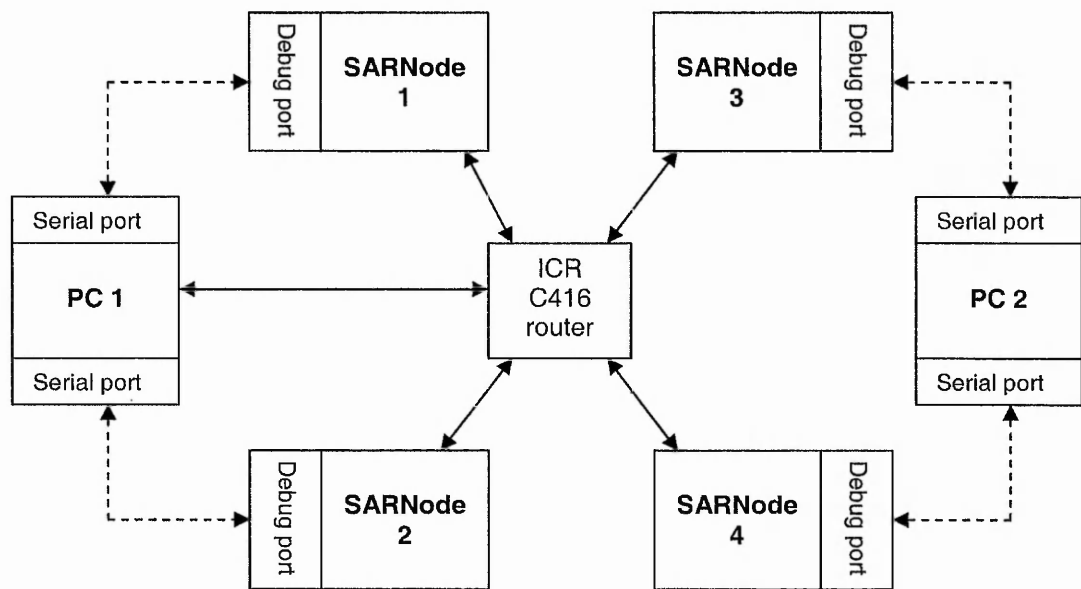 Debug port
SARNode
1
SARNode
3
Debug port
Serial port
PC 1
Serial port
ICR
C416
router
Serial port
PC 2
Serial port
Debug port
SARNode
2
SARNode
4
Debug port